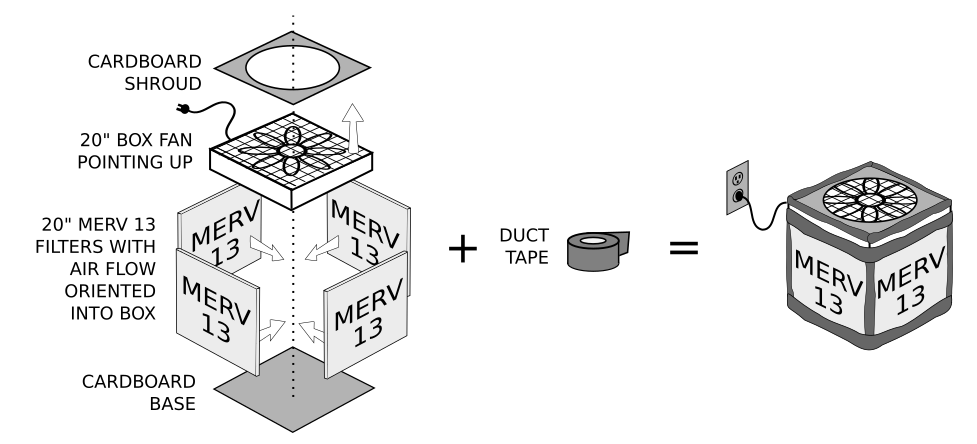 CARDBOARD
SHROUD
20" BOX FAN
POINTING UP
20" MERV 13
FILTERS WITH
AIR FLOW
ORIENTED
INTO BOX
MERV
13
MERV
13
MERV
13
MERV
13
CARDBOARD
BASE
+
DUCT
TAPE
=
MERV
13
MERV
13